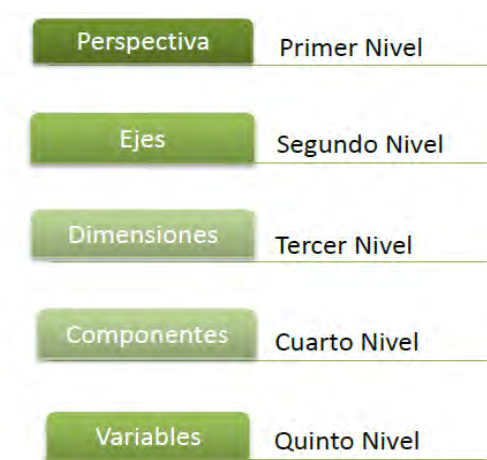 Perspectiva Primer Nivel
Ejes Segundo Nivel
Dimensiones Tercer Nivel
Componentes Cuarto Nivel
Variables Quinto Nivel